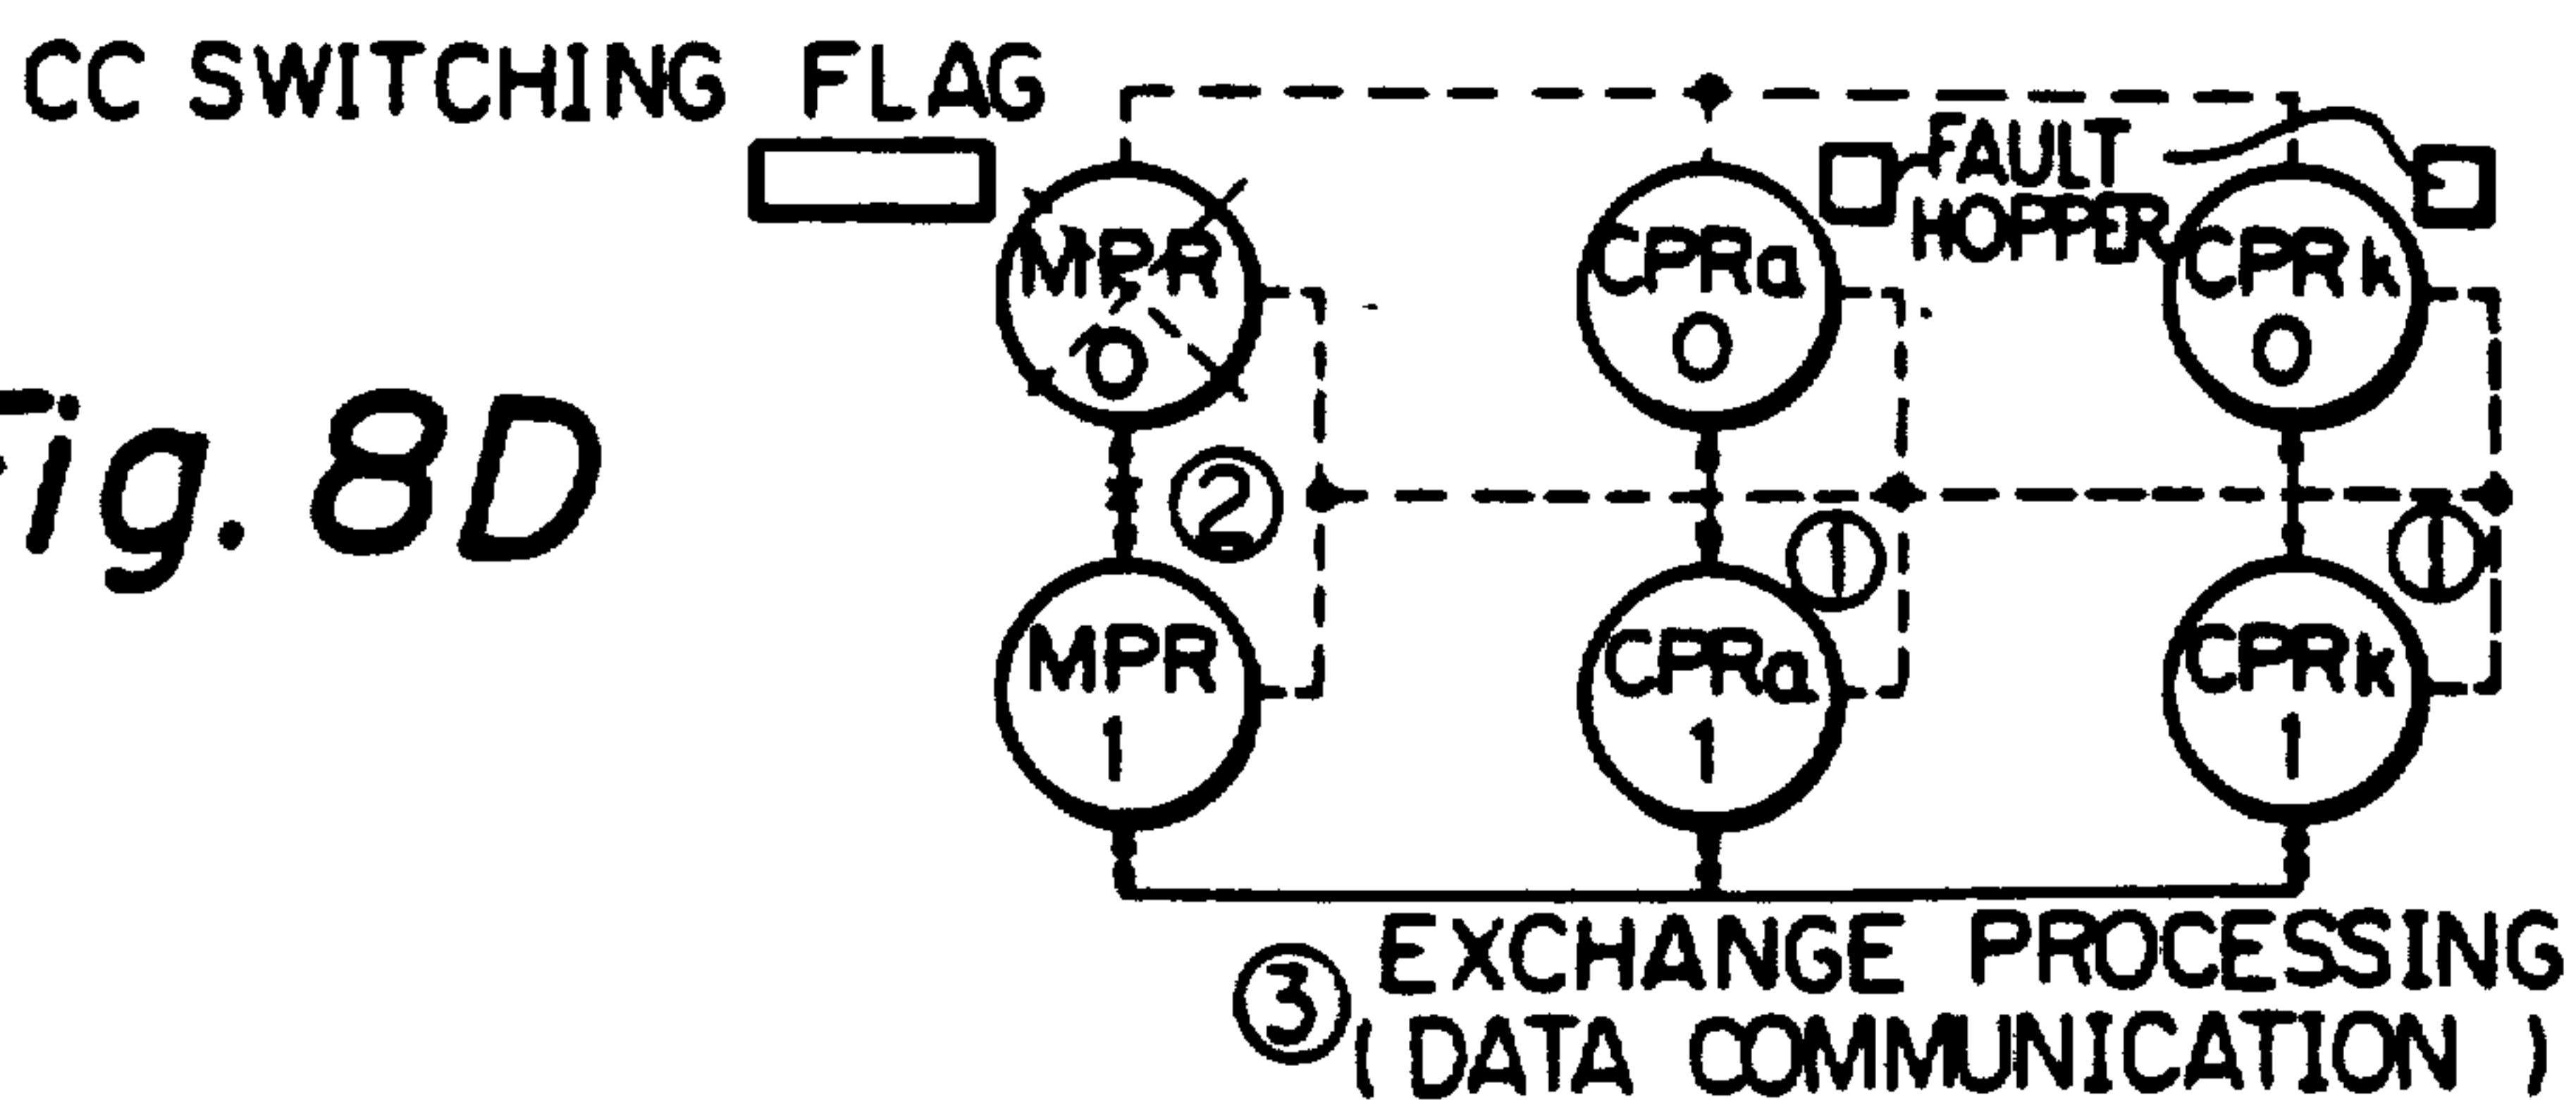 CC SWITCHING FLAG
FAULT
HOPPER
MPR
0
CPRa
0
CPRk
0
Fig. 8D
②
①
①
MPR
1
CPRa
1
CPRk
1
③ EXCHANGE PROCESSING
( DATA COMMUNICATION )